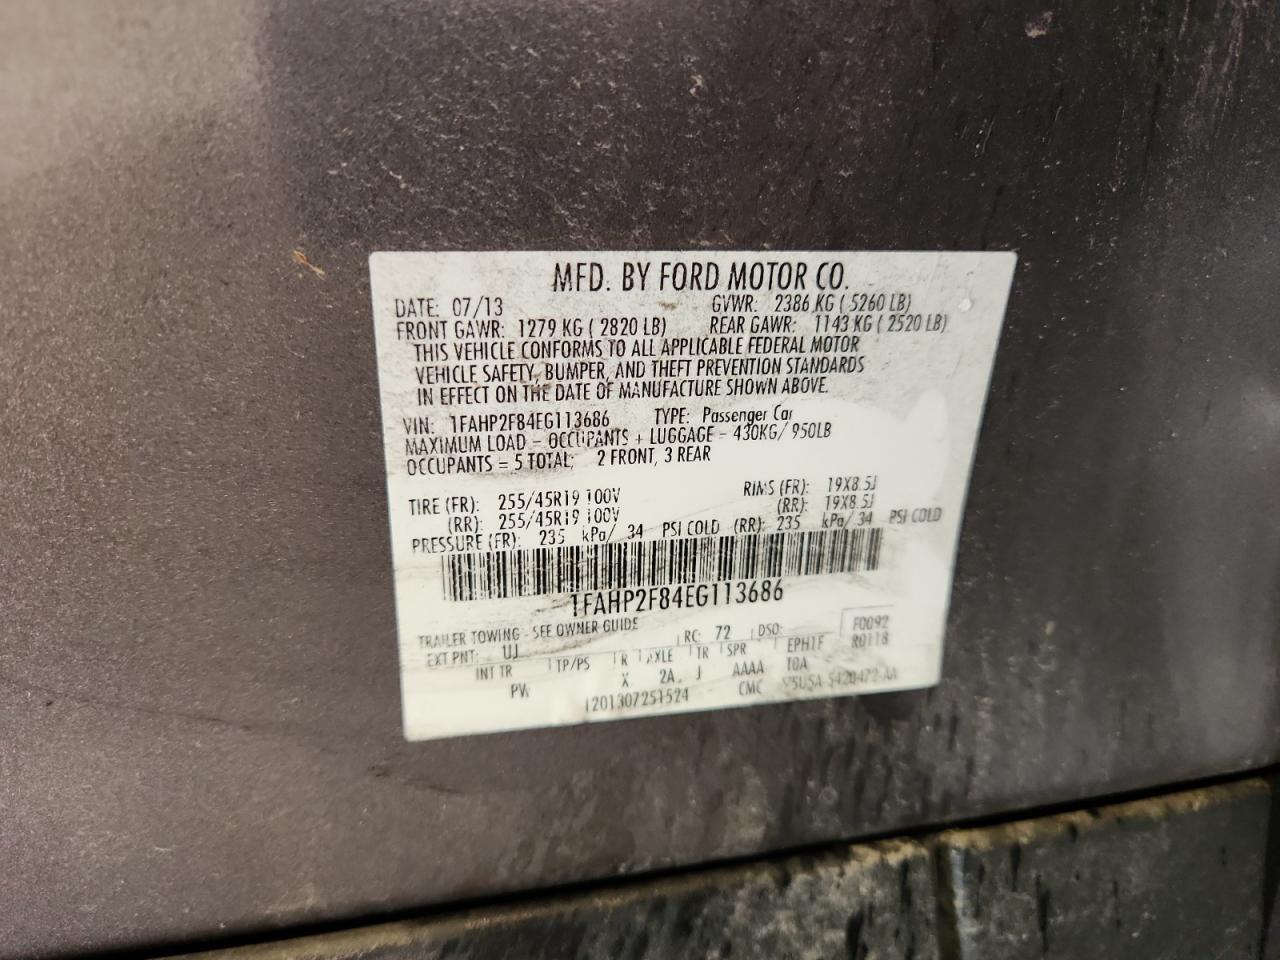 MFD. BY FORD MOTOR CO.
DATE: 07/13 GVWR: 2386 KG ( 5260 LB)
FRONT GAWR: 1279 KG ( 2820 LB) REAR GAWR: 1143 KG ( 2520 LB)
THIS VEHICLE CONFORMS TO ALL APPLICABLE FEDERAL MOTOR
VEHICLE SAFETY, BUMPER, AND THEFT PREVENTION STANDARDS
IN EFFECT ON THE DATE OF MANUFACTURE SHOWN ABOVE.
VIN: 1FAHP2F84EG113686 TYPE: Passenger Car
MAXIMUM LOAD = OCCUPANTS + LUGGAGE = 430KG/ 950LB
OCCUPANTS = 5 TOTAL; 2 FRONT, 3 REAR
TIRE (FR): 255/45R19 100V RIMS (FR): 19X8.5J
(RR): 255/45R19 100V (RR): 19X8.5J
PRESSURE (FR): 235 kPa/ 34 PSI COLD (RR): 235 kPa/ 34 PSI COLD
1FAHP2F84EG113686
TRAILER TOWING - SEE OWNER GUIDE
EXT PNT: UJ RC: 72 DSO: F0092
R0118
INT TR TP/PS R AXLE TR SPR EPH1F
PW X 2A J AAAA T0A
1201307251524 CMC